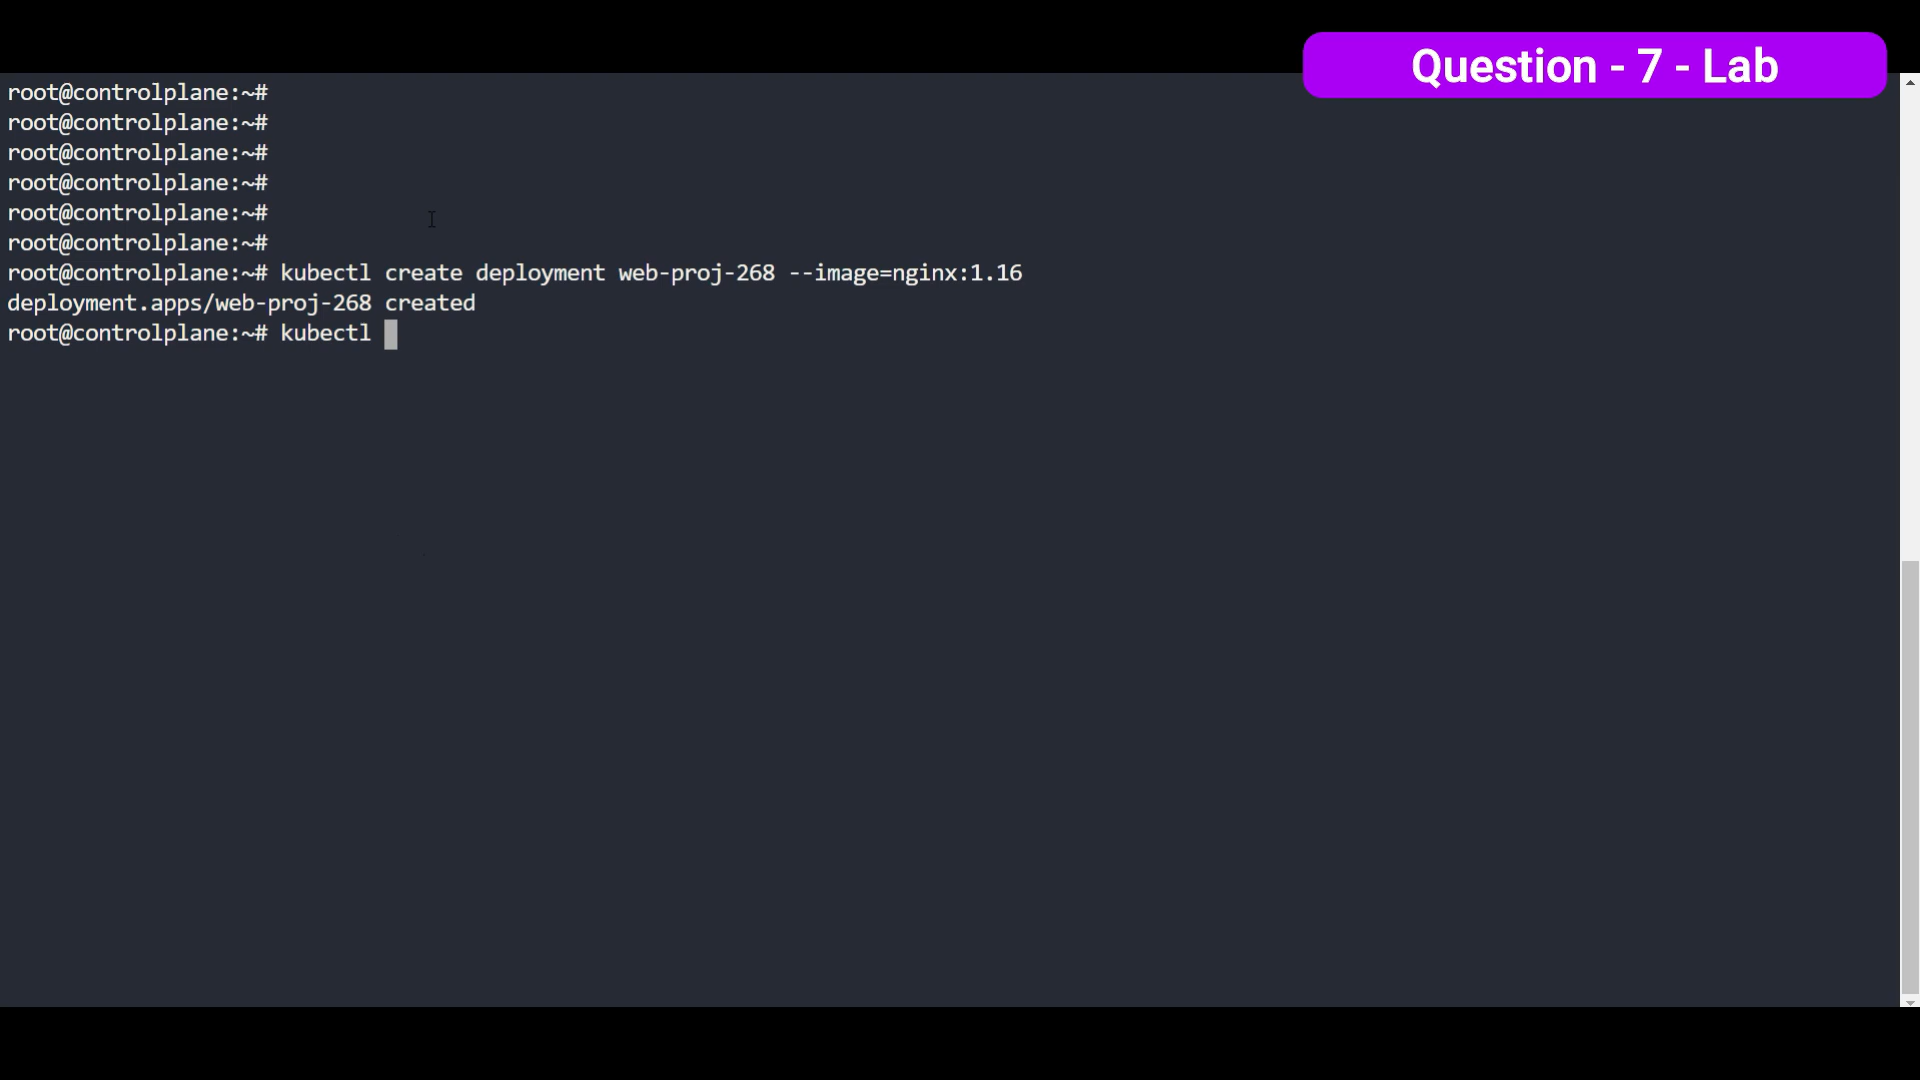 Question - 7 - Lab
root@controlplane:~#
root@controlplane:~#
root@controlplane:~#
root@controlplane:~#
root@controlplane:~#
root@controlplane:~#
root@controlplane:~# kubectl create deployment web-proj-268 --image=nginx:1.16
deployment.apps/web-proj-268 created
root@controlplane:~# kubectl